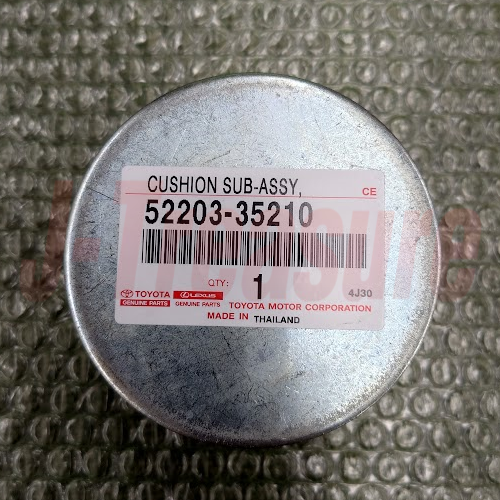 CUSHION SUB-ASSY, CE
52203-35210
QTY: 1 4J30
TOYOTA LEXUS TOYOTA MOTOR CORPORATION
GENUINE PARTS GENUINE PARTS
MADE IN THAILAND
J-Treasure